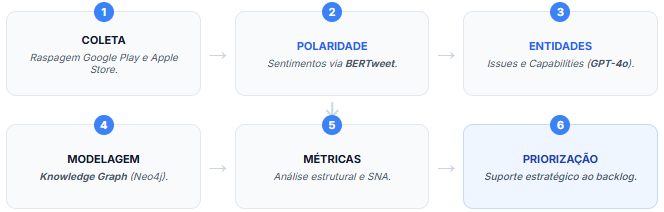 1
COLETA
Raspagem Google Play e Apple
Store.
→
2
POLARIDADE
Sentimentos via BERTweet.
→
3
ENTIDADES
Issues e Capabilities (GPT-4o).
↓
4
MODELAGEM
Knowledge Graph (Neo4j).
→
5
MÉTRICAS
Análise estrutural e SNA.
→
6
PRIORIZAÇÃO
Suporte estratégico ao backlog.